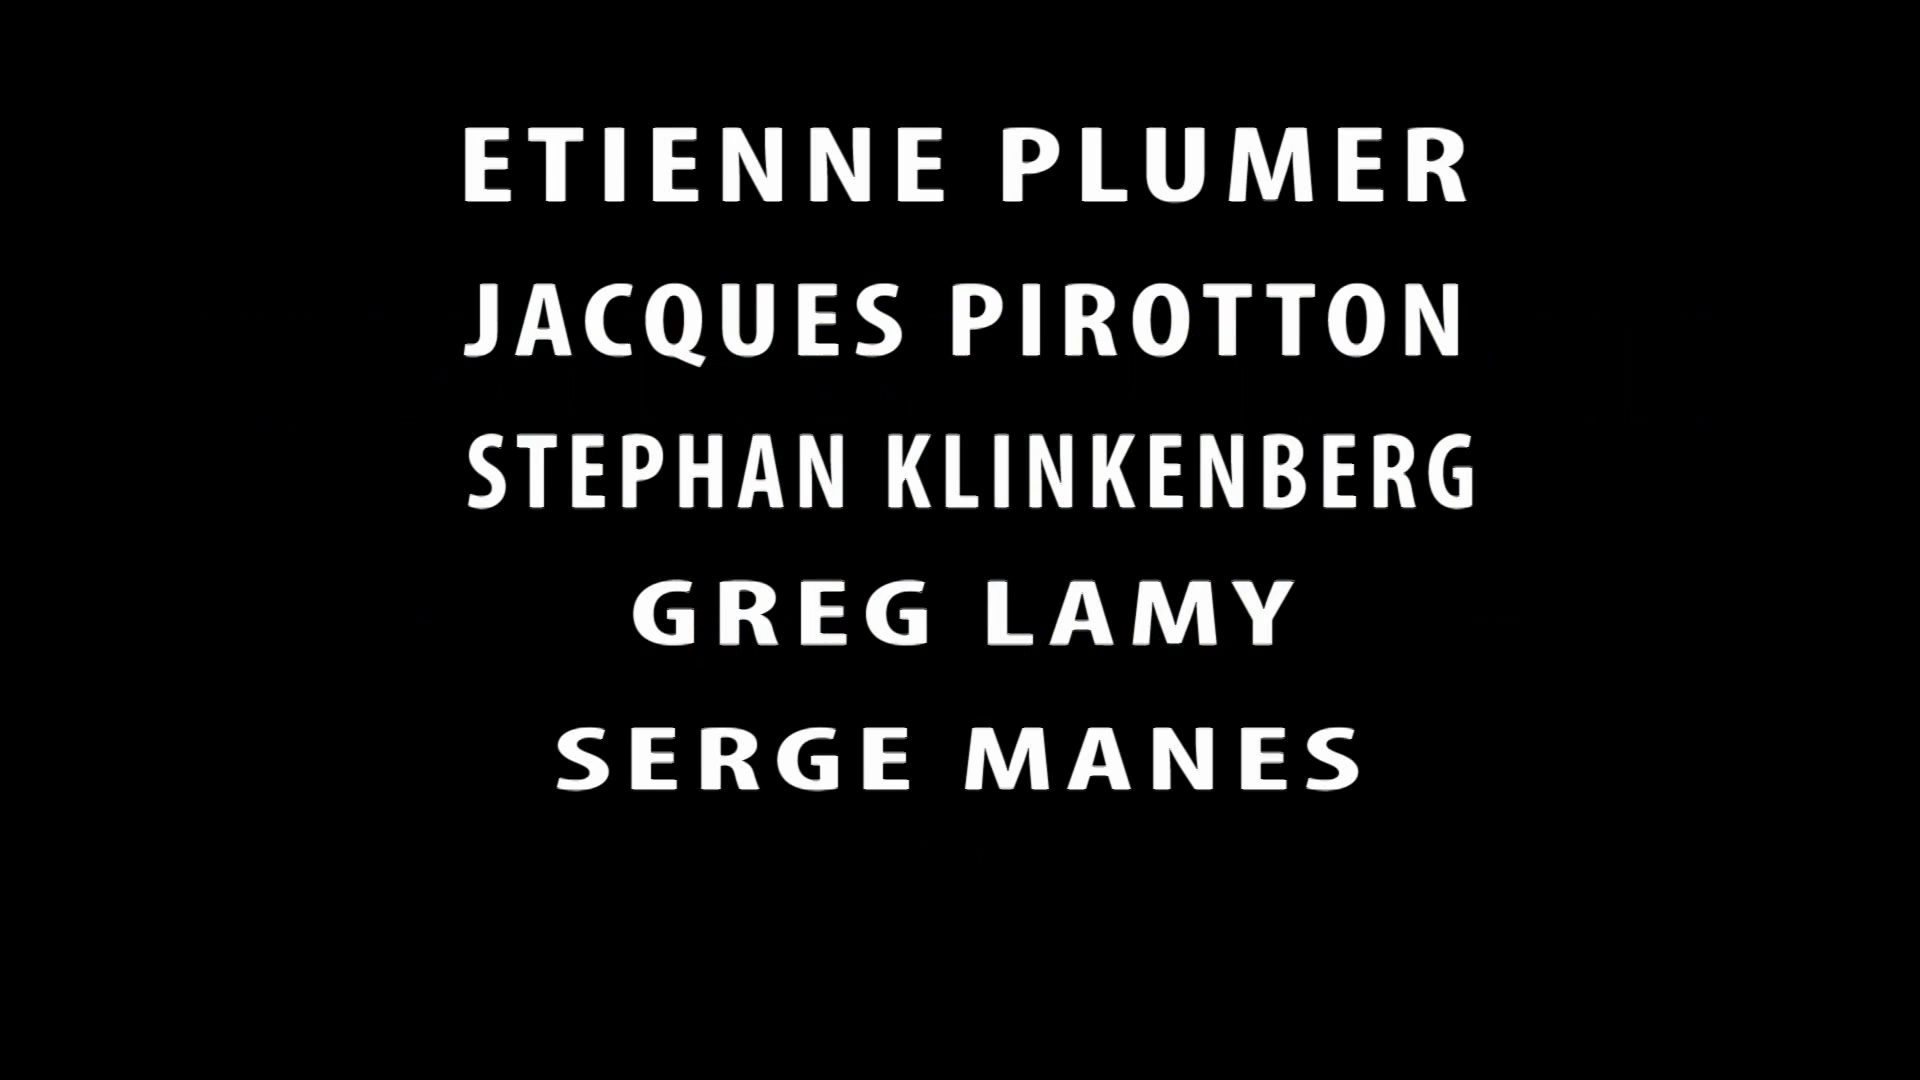 ETIENNE PLUMER
JACQUES PIROTTON
STEPHAN KLINKENBERG
GREG LAMY
SERGE MANES